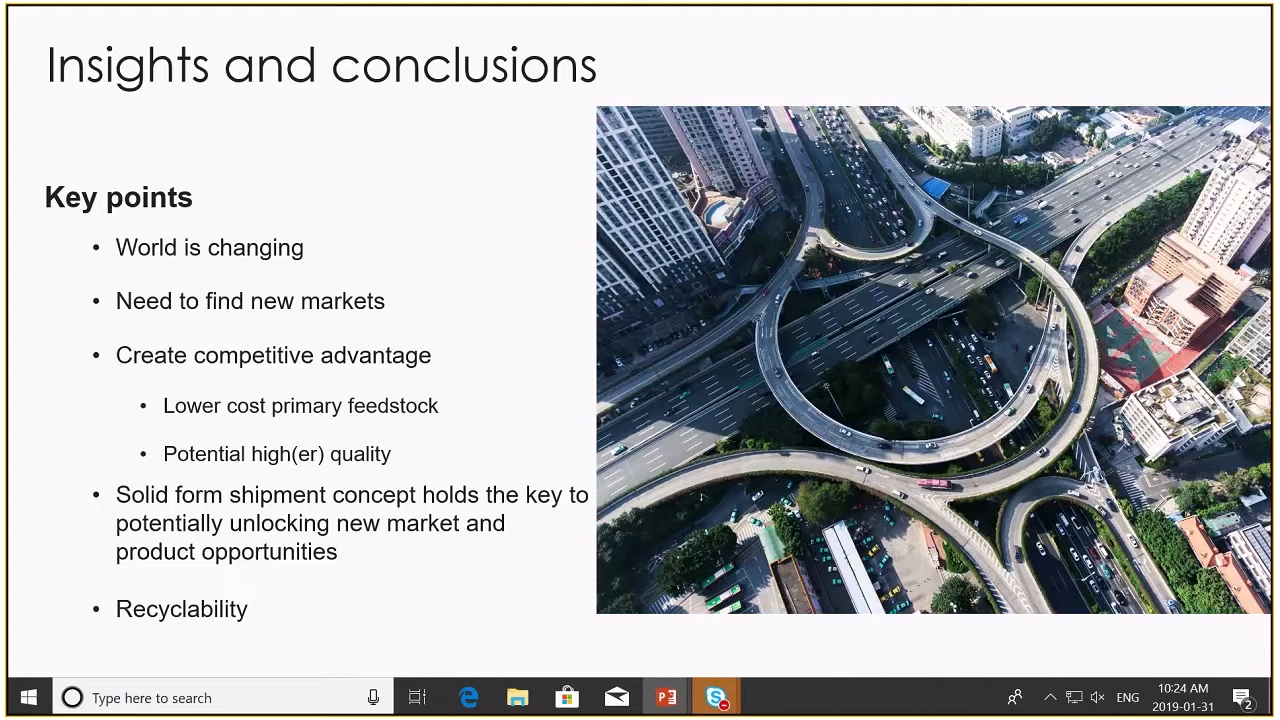 Insights and conclusions
Key points
• World is changing
• Need to find new markets
• Create competitive advantage
• Lower cost primary feedstock
• Potential high(er) quality
• Solid form shipment concept holds the key to
potentially unlocking new market and
product opportunities
• Recyclability
Type here to search
ENG
10:24 AM
2019-01-31
2